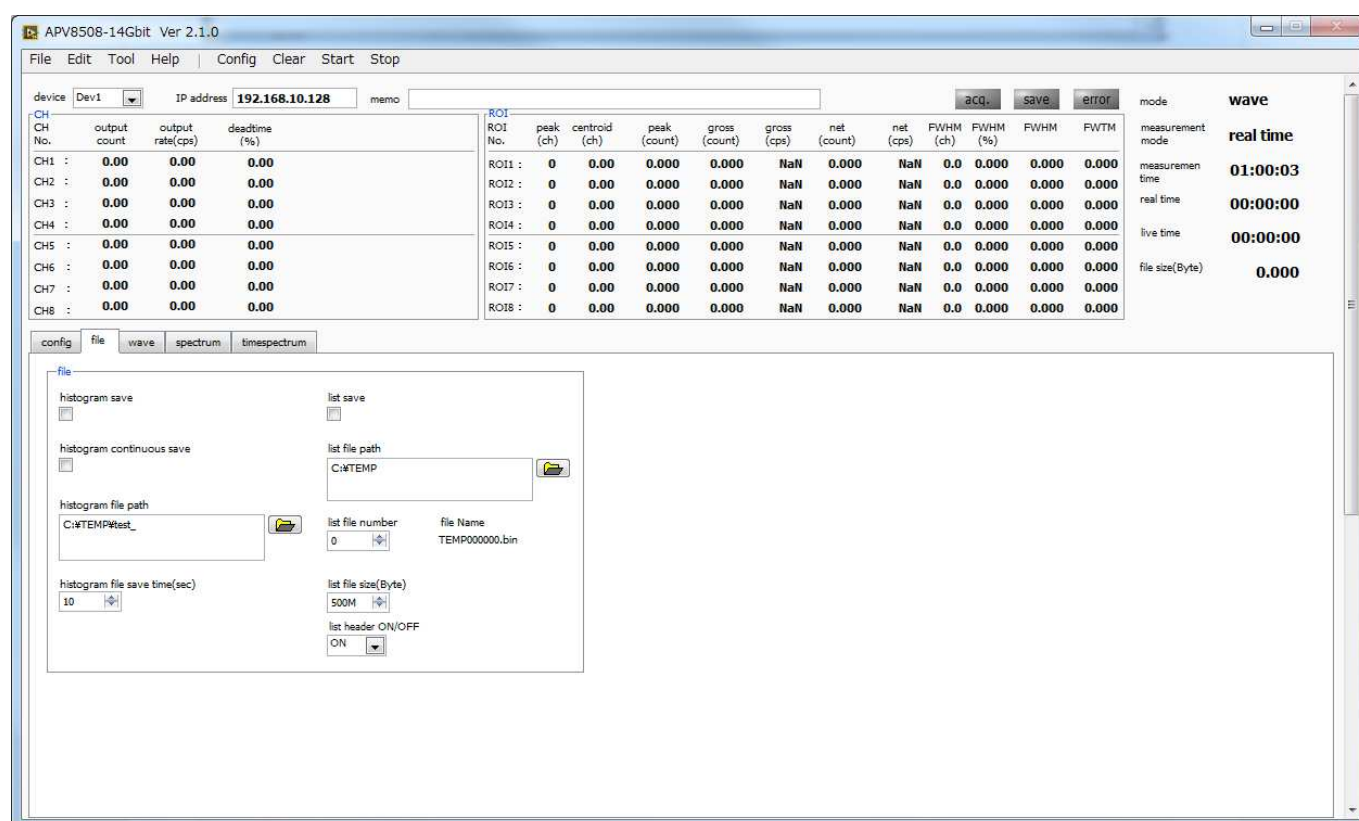 APV8508-14Gbit Ver 2.1.0
File Edit Tool Help | Config Clear Start Stop
device Dev1 IP address 192.168.10.128 memo acq. save error mode wave
CH
CH No. output count output rate(cps) deadtime (%)
CH1 : 0.00 0.00 0.00
CH2 : 0.00 0.00 0.00
CH3 : 0.00 0.00 0.00
CH4 : 0.00 0.00 0.00
CH5 : 0.00 0.00 0.00
CH6 : 0.00 0.00 0.00
CH7 : 0.00 0.00 0.00
CH8 : 0.00 0.00 0.00
ROI
ROI No. peak (ch) centroid (ch) peak (count) gross (count) gross (cps) net (count) net (cps) FWHM (ch) FWHM (%) FWHM FWTM
ROI1 : 0 0.00 0.000 0.000 NaN 0.000 NaN 0.0 0.000 0.000 0.000
ROI2 : 0 0.00 0.000 0.000 NaN 0.000 NaN 0.0 0.000 0.000 0.000
ROI3 : 0 0.00 0.000 0.000 NaN 0.000 NaN 0.0 0.000 0.000 0.000
ROI4 : 0 0.00 0.000 0.000 NaN 0.000 NaN 0.0 0.000 0.000 0.000
ROI5 : 0 0.00 0.000 0.000 NaN 0.000 NaN 0.0 0.000 0.000 0.000
ROI6 : 0 0.00 0.000 0.000 NaN 0.000 NaN 0.0 0.000 0.000 0.000
ROI7 : 0 0.00 0.000 0.000 NaN 0.000 NaN 0.0 0.000 0.000 0.000
ROI8 : 0 0.00 0.000 0.000 NaN 0.000 NaN 0.0 0.000 0.000 0.000
measurement mode real time
measuremen time 01:00:03
real time 00:00:00
live time 00:00:00
file size(Byte) 0.000
config file wave spectrum timespectrum
file
histogram save
histogram continuous save
histogram file path
C:¥TEMP¥test_
histogram file save time(sec)
10
list save
list file path
C:¥TEMP
list file number file Name
0 TEMP000000.bin
list file size(Byte)
500M
list header ON/OFF
ON